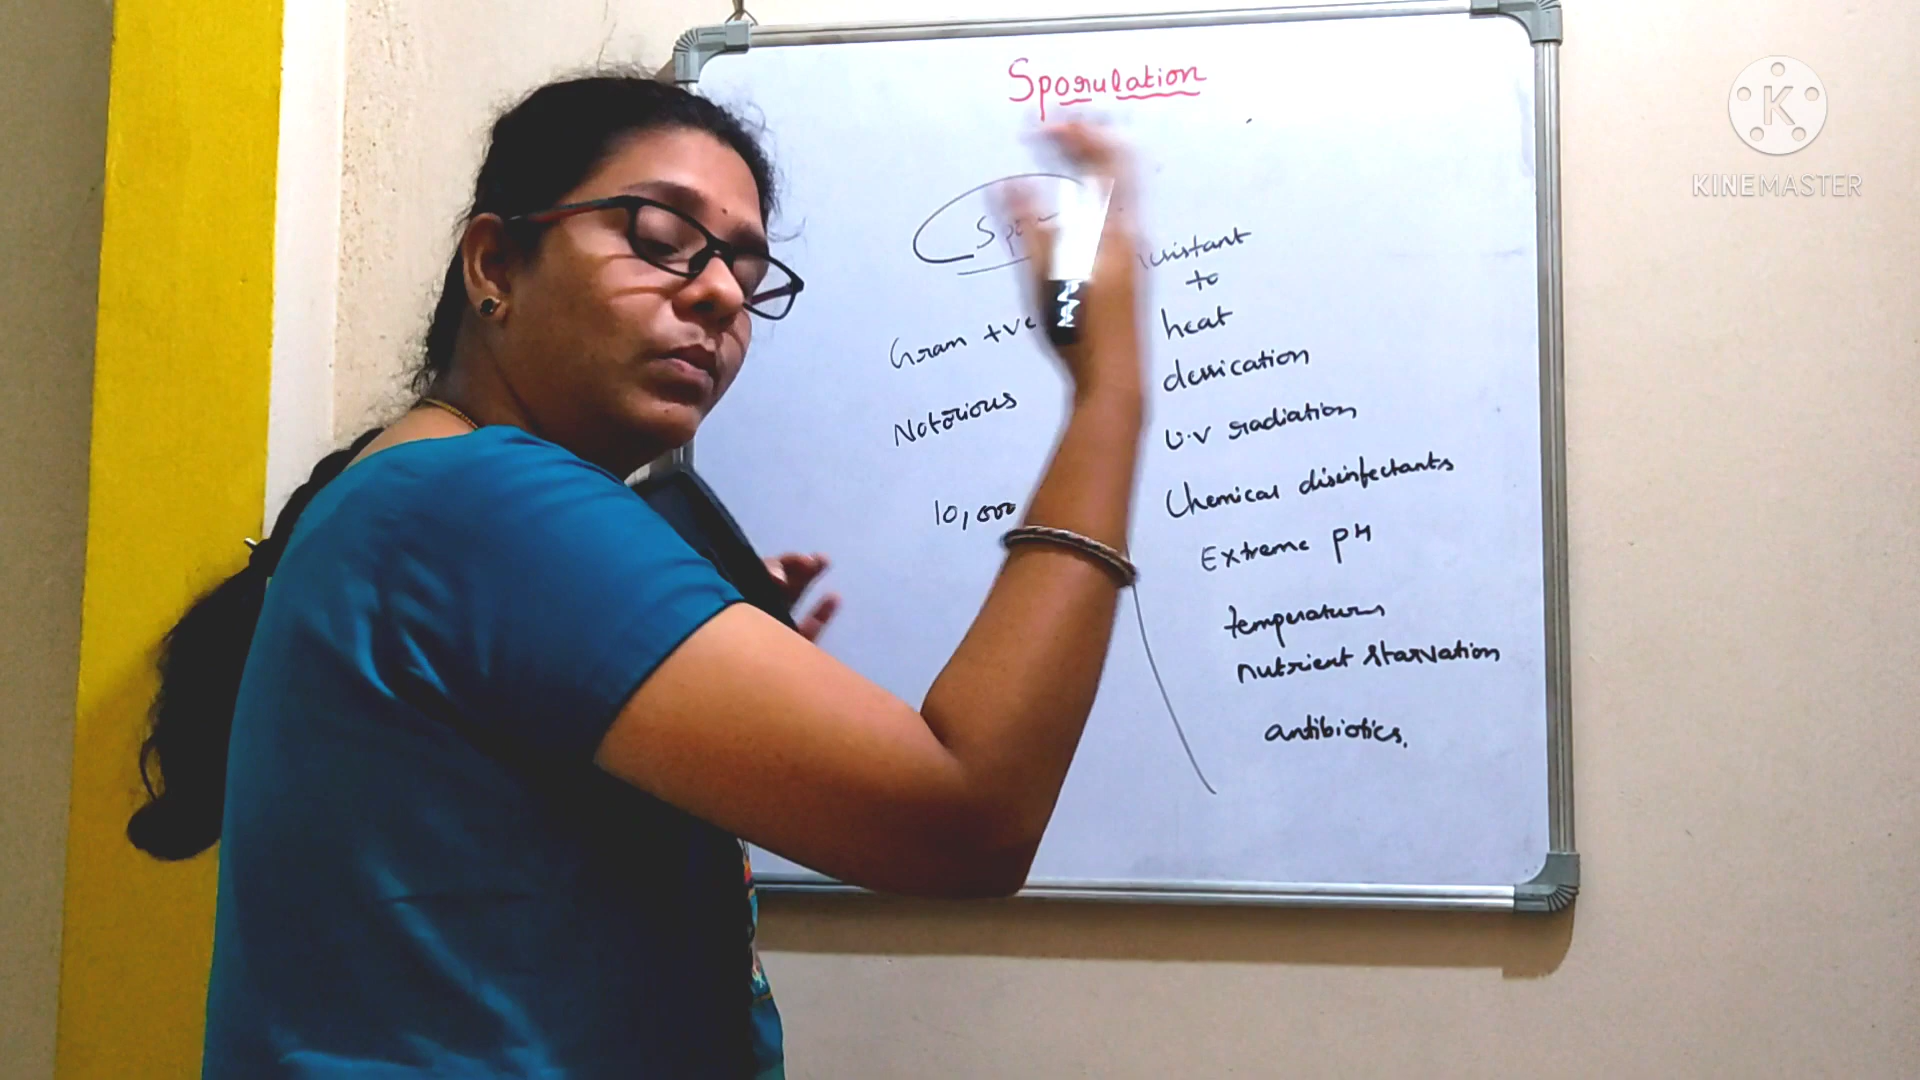 Sporulation
resistant
to
Gram +ve
heat
Notorious
dessication
U.V radiation
10,000
Chemical disinfectants
Extreme pH
temperatures
nutrient starvation
antibiotics.
KINEMASTER